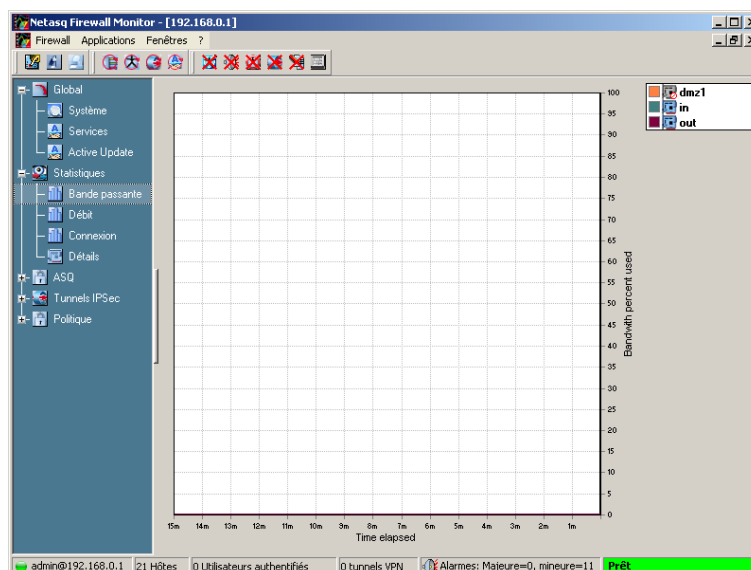 Netasq Firewall Monitor - [192.168.0.1]
Firewall Applications Fenêtres ?
Global
Système
Services
Active Update
Statistiques
Bande passante
Débit
Connexion
Détails
ASQ
Tunnels IPSec
Politique
100
95
90
85
80
75
70
65
60
55
50
45
40
35
30
25
20
15
10
5
0
Bandwith percent used
15m 14m 13m 12m 11m 10m 9m 8m 7m 6m 5m 4m 3m 2m 1m
Time elapsed
dmz1
in
out
admin@192.168.0.1 21 Hôtes 0 Utilisateurs authentifiés 0 tunnels VPN Alarmes: Majeure=0, mineure=11 Prêt